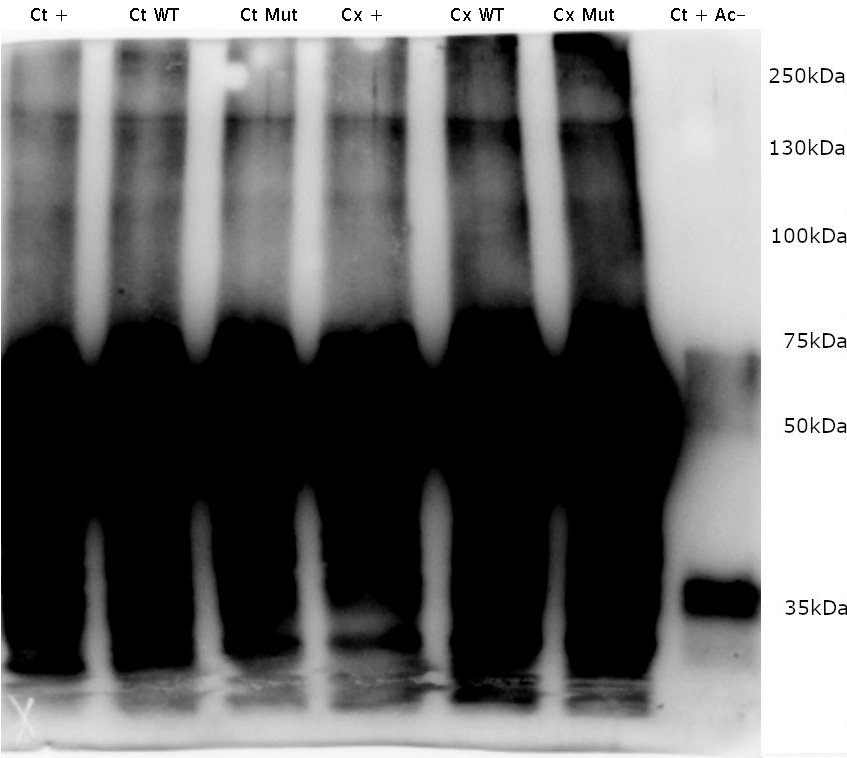 Ct + Ct WT Ct Mut Cx + Cx WT Cx Mut Ct + Ac-
250kDa
130kDa
100kDa
75kDa
50kDa
35kDa
X